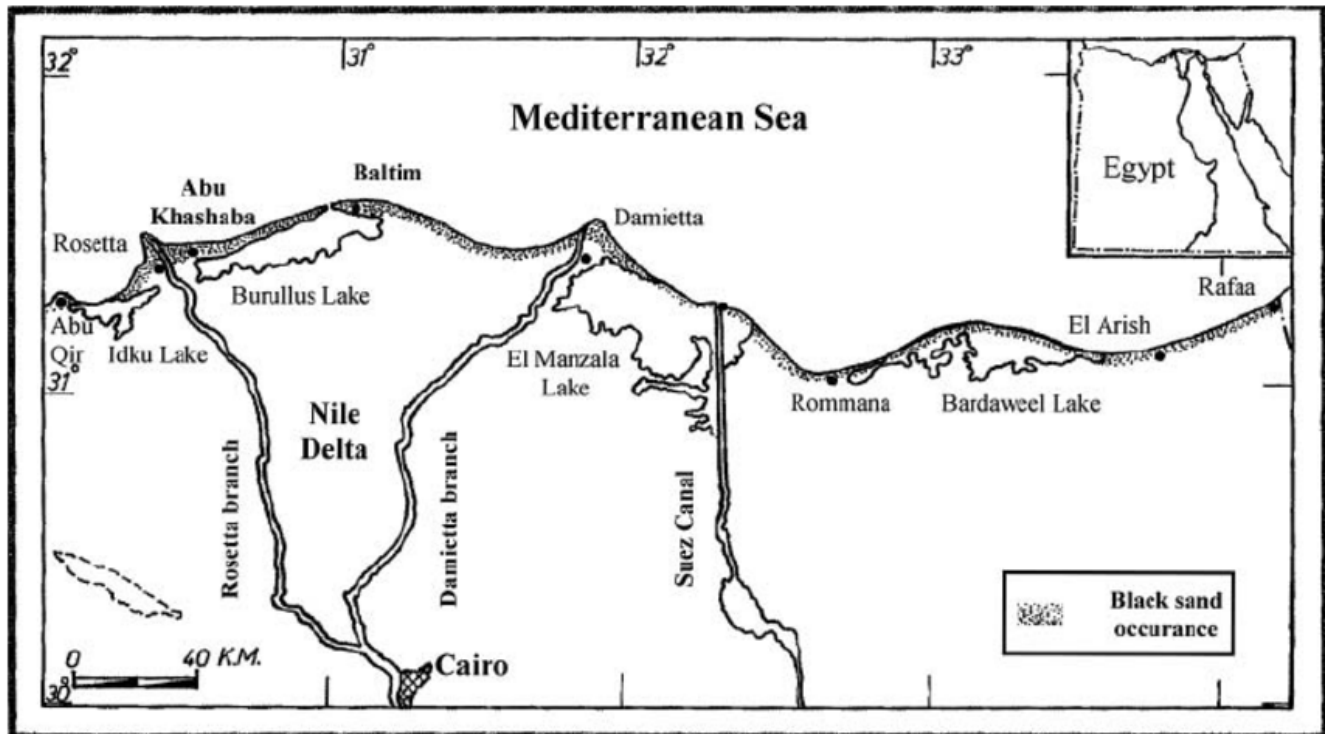 32°
31°
32°
33°
Mediterranean Sea
Egypt
Baltim
Abu
Khashaba
Damietta
Rosetta
Rafaa
Burullus Lake
El Arish
Abu
Qir
Idku Lake
El Manzala
Lake
31°
Rommana
Bardaweel Lake
Nile
Delta
Rosetta branch
Damietta branch
Suez Canal
Black sand
occurance
0 40 K.M.
Cairo
30°